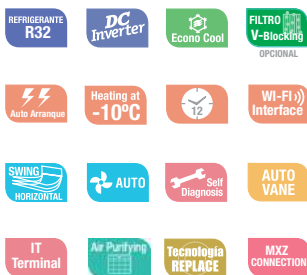 REFRIGERANTE
R32
DC
Inverter
Econo Cool
FILTRO
V-Blocking
OPCIONAL
Auto Arranque
Heating at
-10°C
12
WI-FI
Interface
SWING
HORIZONTAL
AUTO
Self
Diagnosis
AUTO
VANE
IT
Terminal
Air Purifying
Tecnología
REPLACE
MXZ
CONNECTION